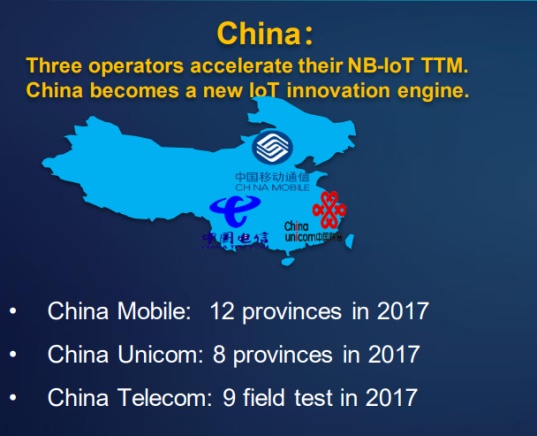 China：
Three operators accelerate their NB-IoT TTM.
China becomes a new IoT innovation engine.
中国移动通信
CHINA MOBILE
中国电信
China
unicom中国联通
• China Mobile:  12 provinces in 2017
• China Unicom: 8 provinces in 2017
• China Telecom: 9 field test in 2017